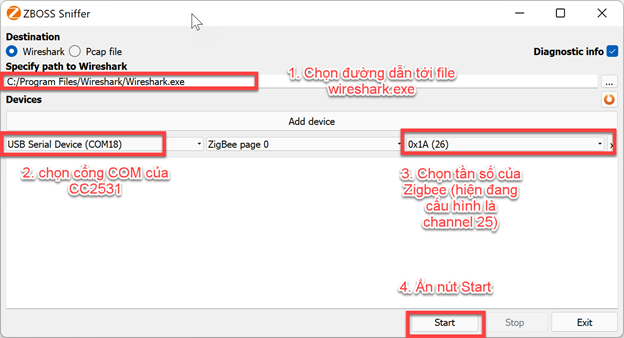 ZBOSS Sniffer
Destination
Wireshark
Pcap file
Diagnostic info
Specify path to Wireshark
C:/Program Files/Wireshark/Wireshark.exe
...
1. Chọn đường dẫn tới file
wireshark.exe
Devices
Add device
USB Serial Device (COM18)
ZigBee page 0
0x1A (26)
2. chọn cổng COM của
CC2531
3. Chọn tần số của
Zigbee (hiện đang
cấu hình là
channel 25)
4. Ấn nút Start
Start
Stop
Exit